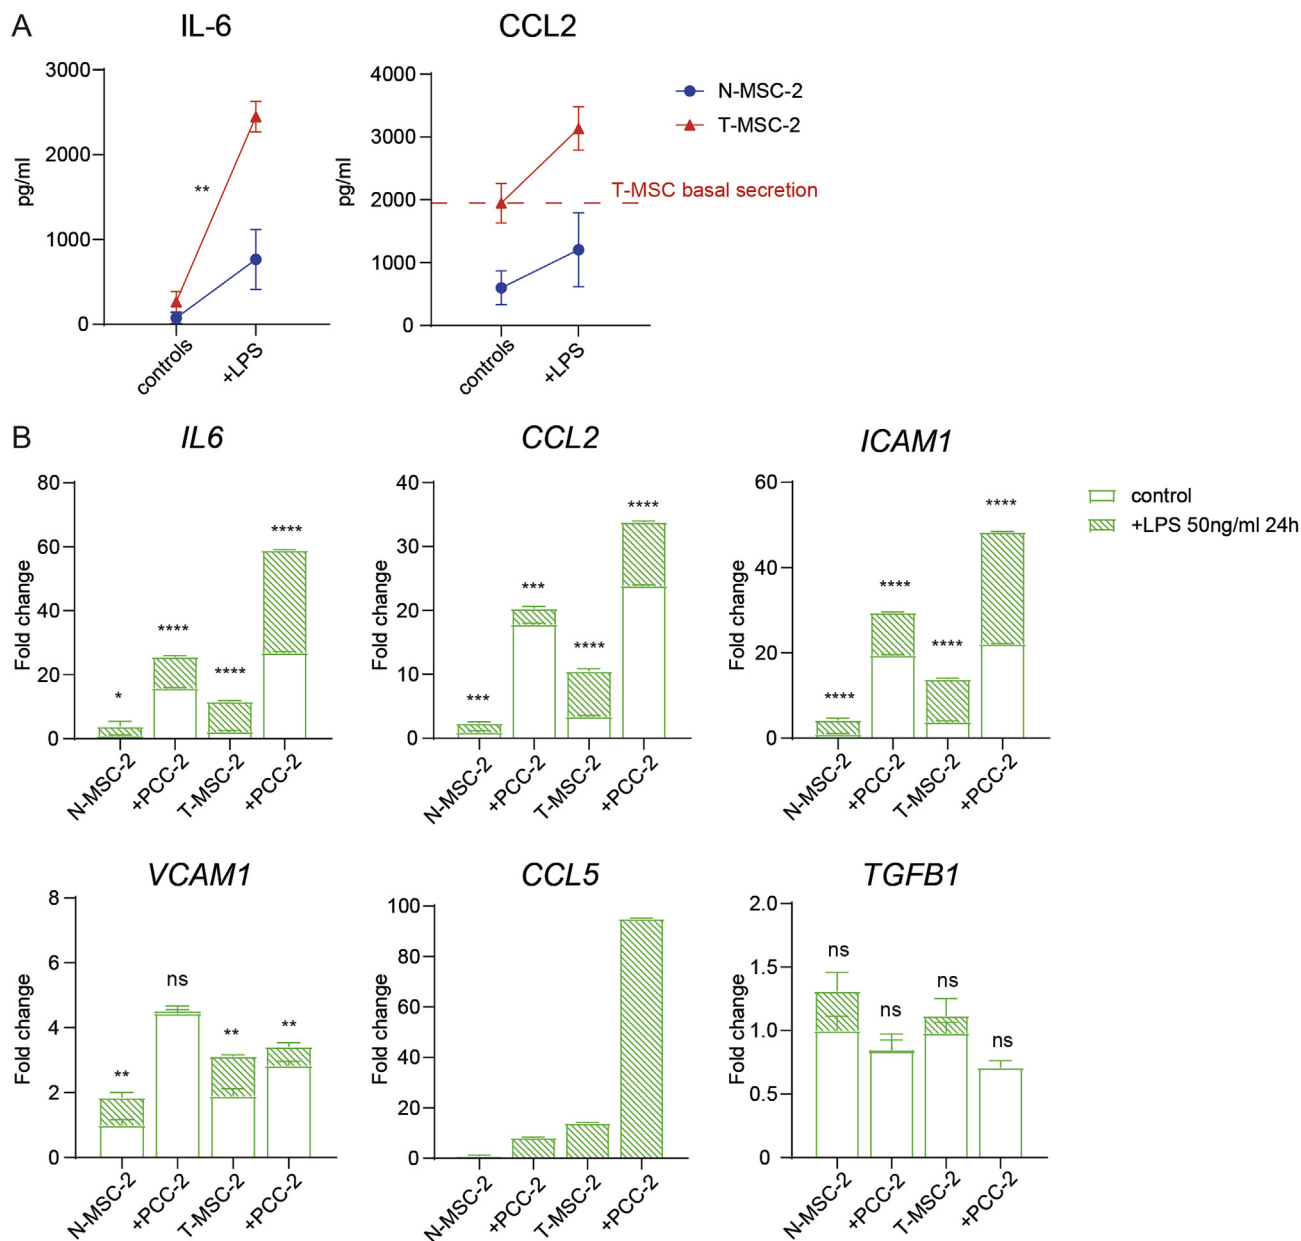 A
IL-6
CCL2
3000
2000
1000
0
pg/ml
**
controls
+LPS
4000
3000
2000
1000
0
pg/ml
T-MSC basal secretion
controls
+LPS
N-MSC-2
T-MSC-2
B
IL6
CCL2
ICAM1
80
60
40
20
0
Fold change
*
****
****
****
N-MSC-2
+PCC-2
T-MSC-2
+PCC-2
40
30
20
10
0
Fold change
***
***
****
****
N-MSC-2
+PCC-2
T-MSC-2
+PCC-2
60
40
20
0
Fold change
****
****
****
****
N-MSC-2
+PCC-2
T-MSC-2
+PCC-2
control
+LPS 50ng/ml 24h
VCAM1
CCL5
TGFB1
8
6
4
2
0
Fold change
**
ns
**
**
N-MSC-2
+PCC-2
T-MSC-2
+PCC-2
100
80
60
40
20
0
Fold change
N-MSC-2
+PCC-2
T-MSC-2
+PCC-2
2.0
1.5
1.0
0.5
0
Fold change
ns
ns
ns
ns
N-MSC-2
+PCC-2
T-MSC-2
+PCC-2